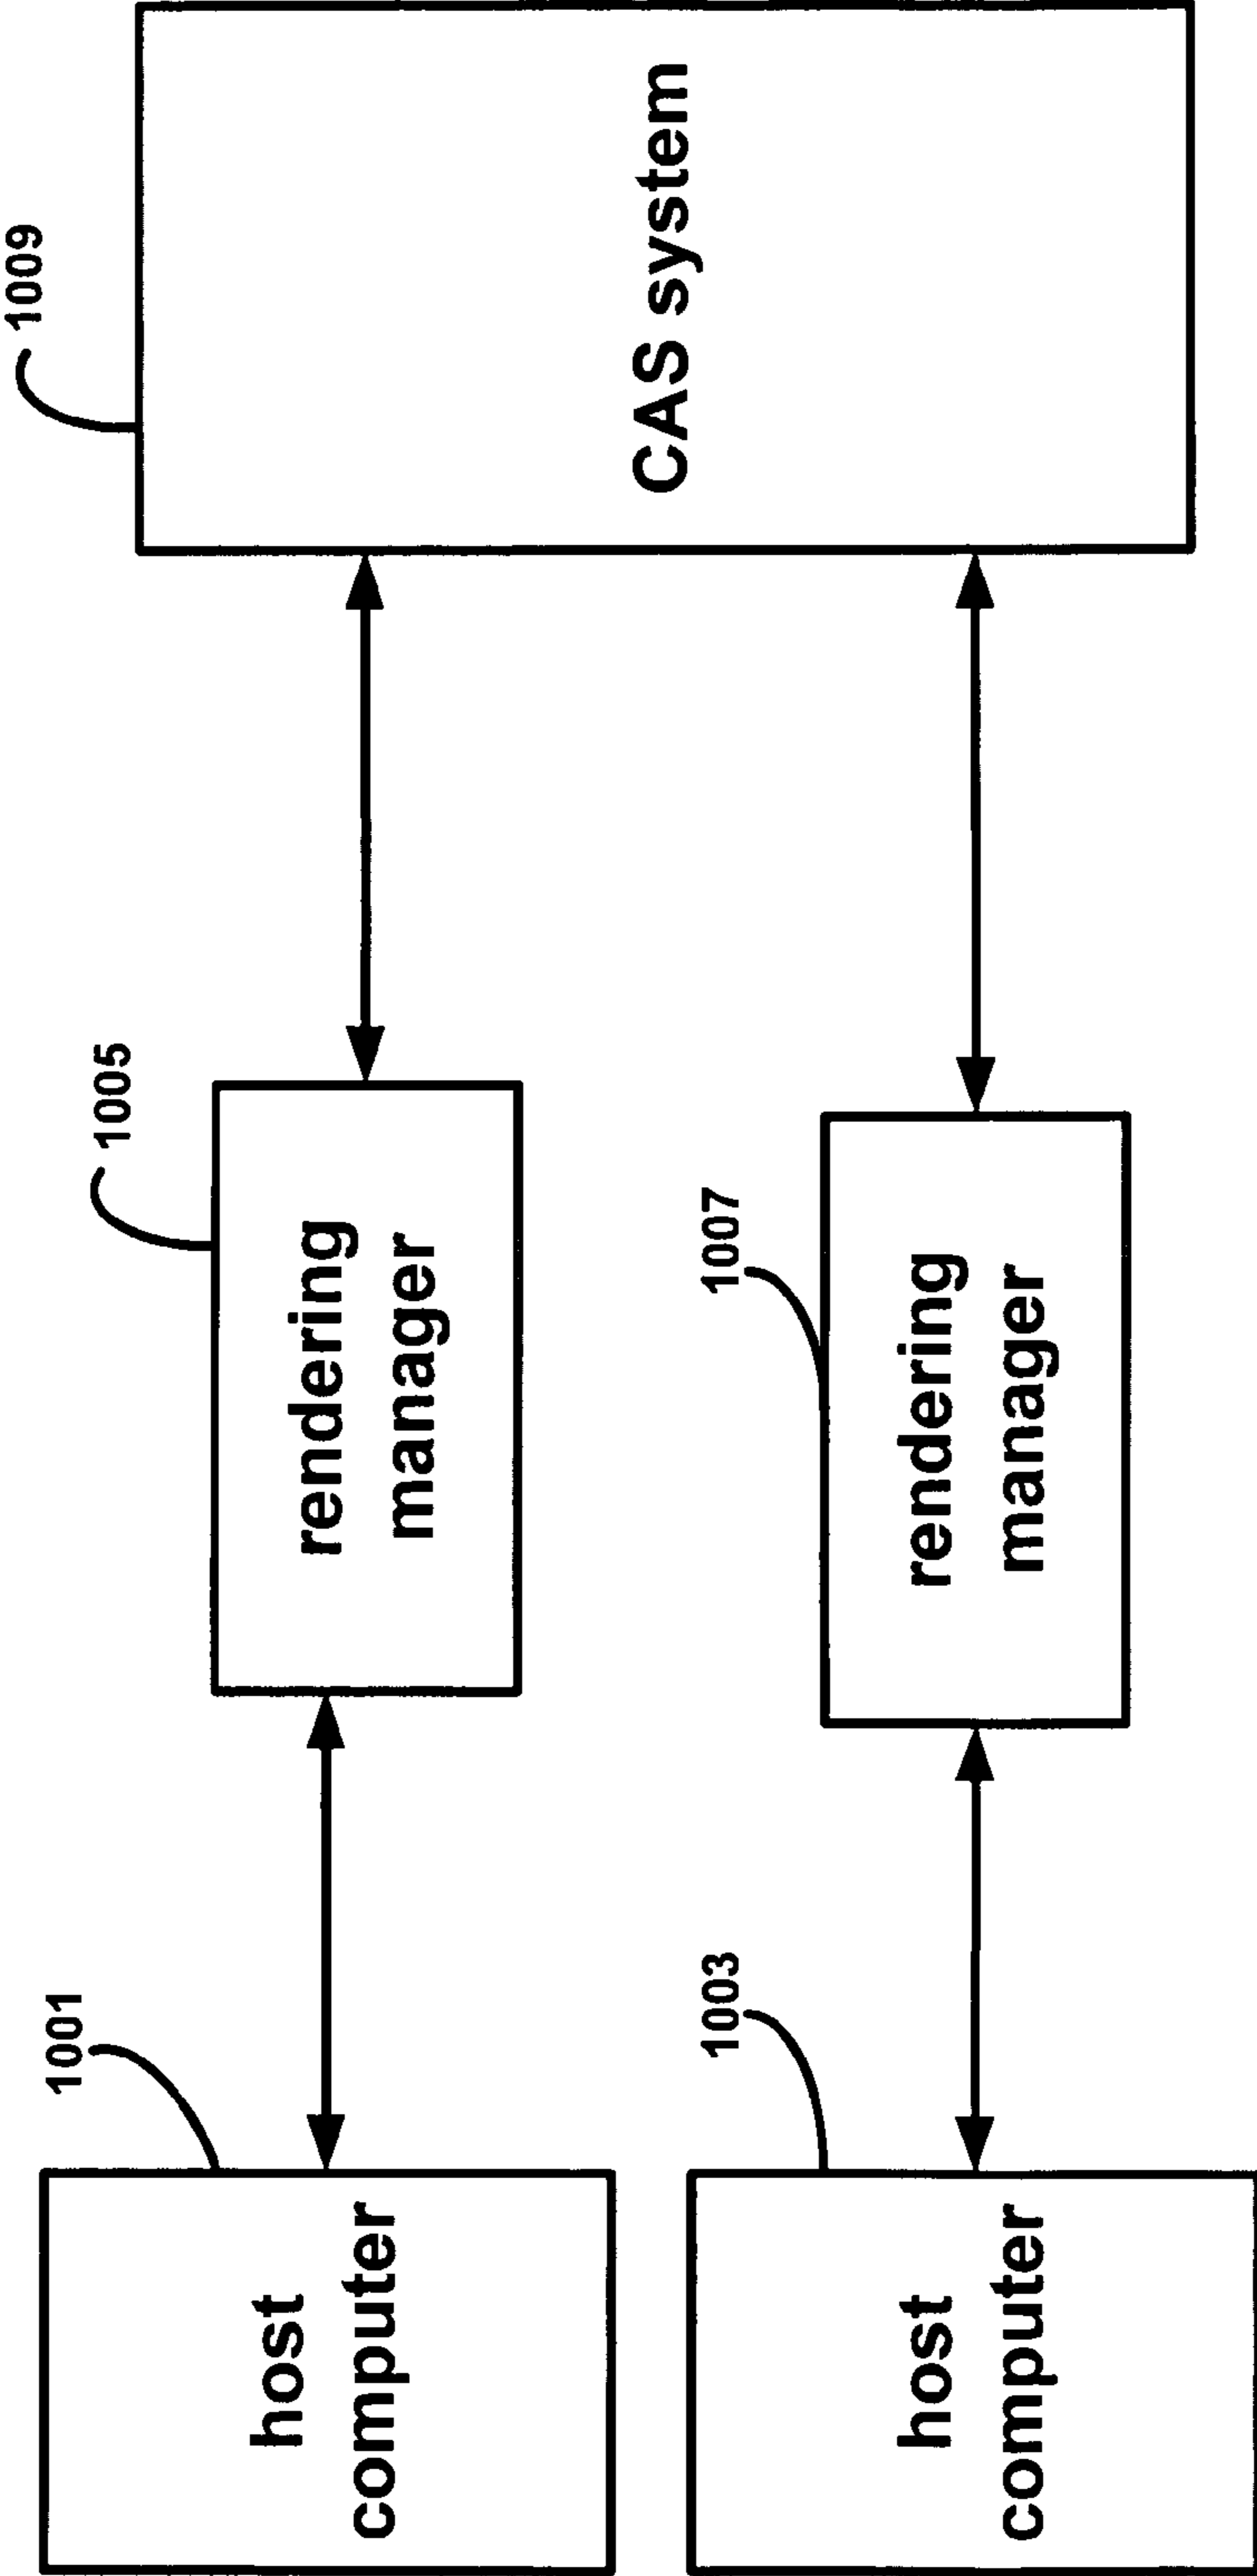 1001
host
computer
1005
rendering
manager
1009
CAS system
1003
host
computer
1007
rendering
manager